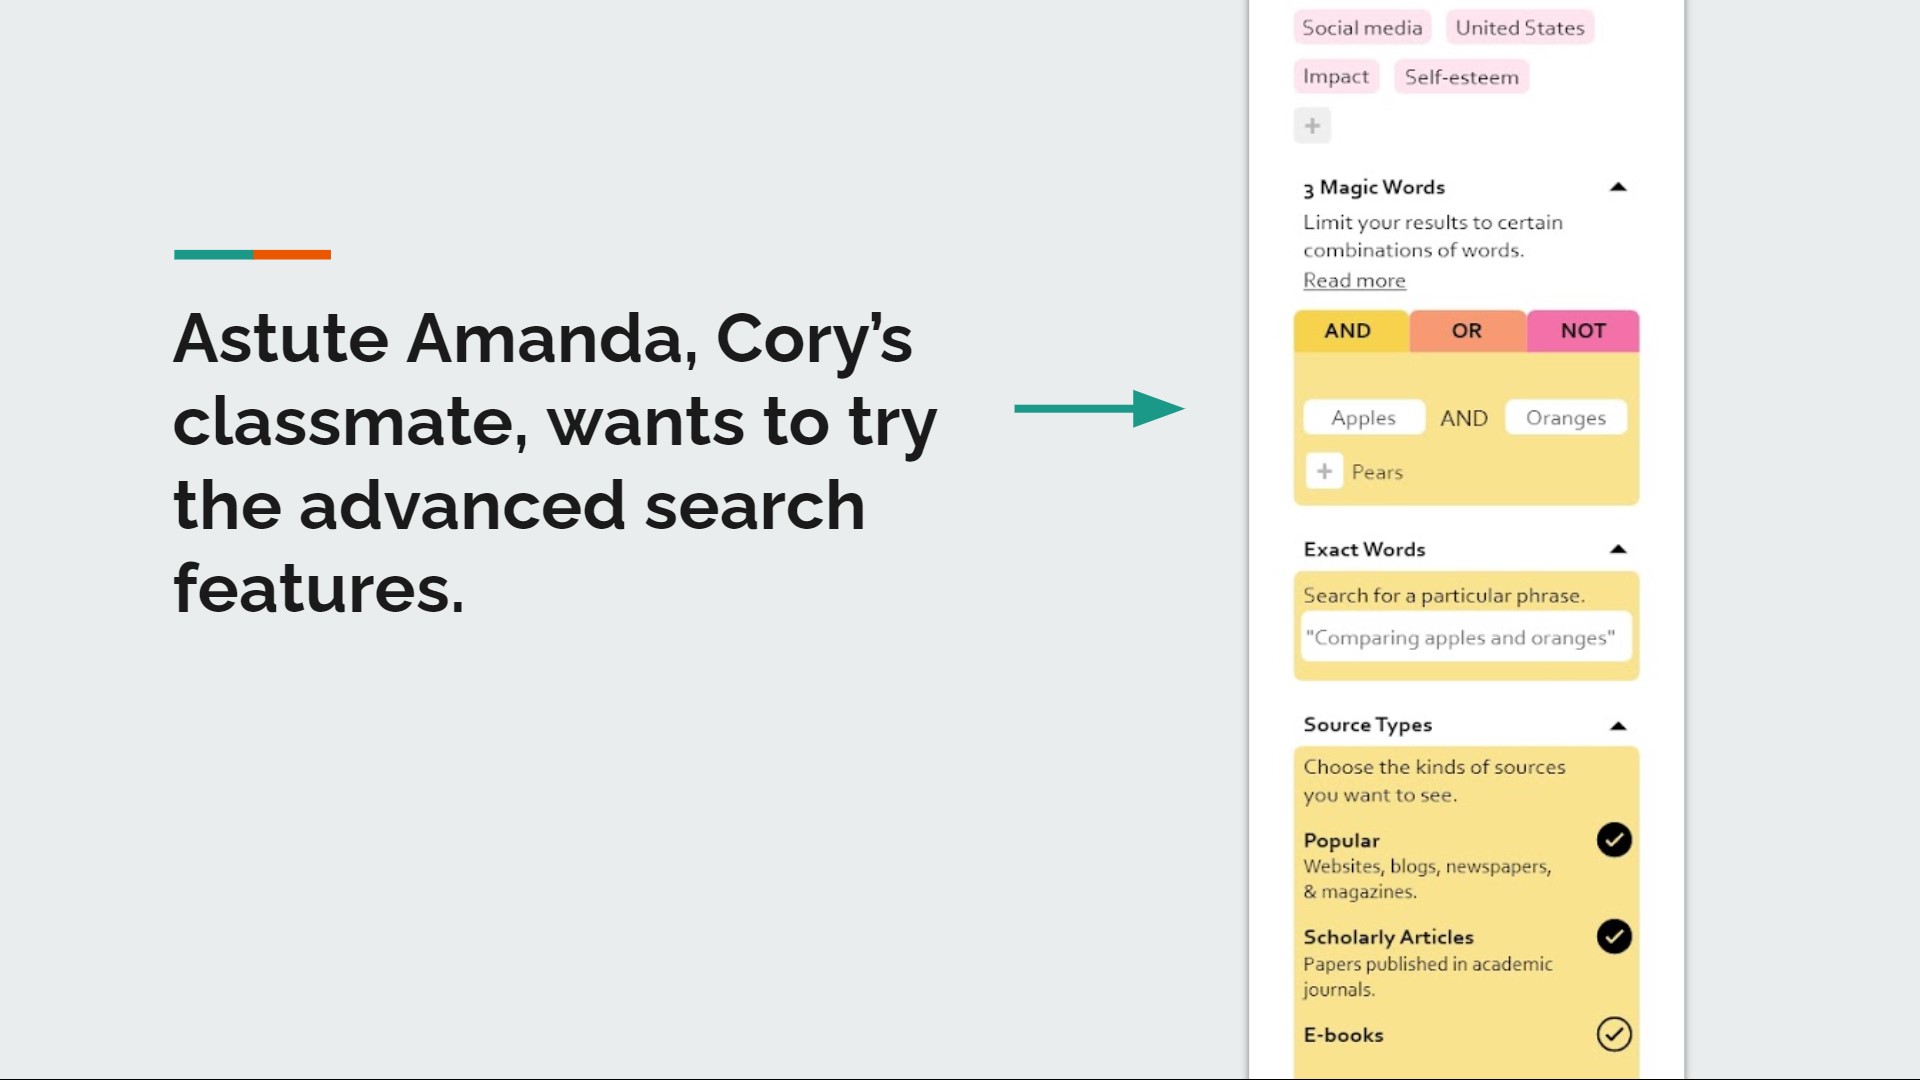 Astute Amanda, Cory’s
classmate, wants to try
the advanced search
features.
Social media United States
Impact Self-esteem
+
3 Magic Words
Limit your results to certain
combinations of words.
Read more
AND OR NOT
Apples AND Oranges
+ Pears
Exact Words
Search for a particular phrase.
"Comparing apples and oranges"
Source Types
Choose the kinds of sources
you want to see.
Popular
Websites, blogs, newspapers,
& magazines.
Scholarly Articles
Papers published in academic
journals.
E-books